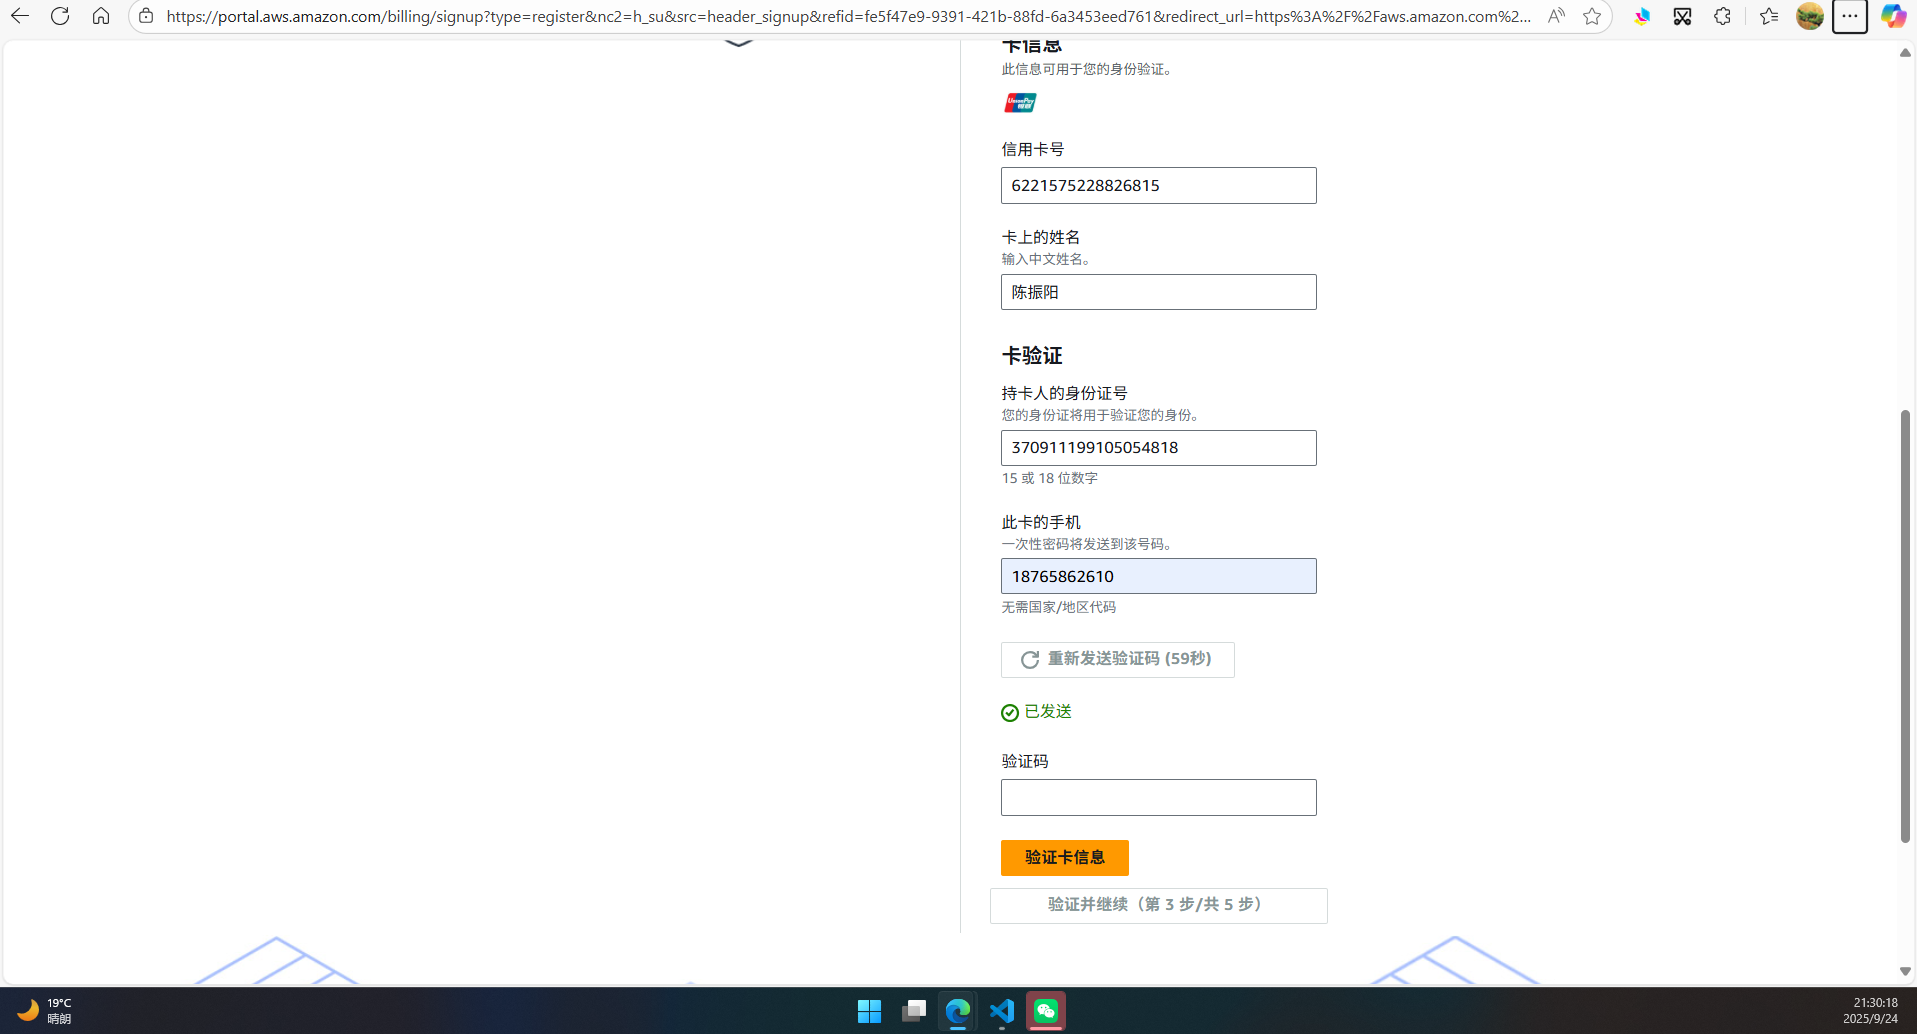 https://portal.aws.amazon.com/billing/signup?type=register&nc2=h_su&src=header_signup&refid=fe5f47e9-9391-421b-88fd-6a3453eed761&redirect_url=https%3A%2F%2Faws.amazon.com%2...
卡信息
此信息可用于您的身份验证。
UnionPay
银联
信用卡号
6221575228826815
卡上的姓名
输入中文姓名。
陈振阳
卡验证
持卡人的身份证号
您的身份证将用于验证您的身份。
370911199105054818
15 或 18 位数字
此卡的手机
一次性密码将发送到该号码。
18765862610
无需国家/地区代码
重新发送验证码 (59秒)
已发送
验证码
验证卡信息
验证并继续（第 3 步/共 5 步）
19°C
晴朗
21:30:18
2025/9/24